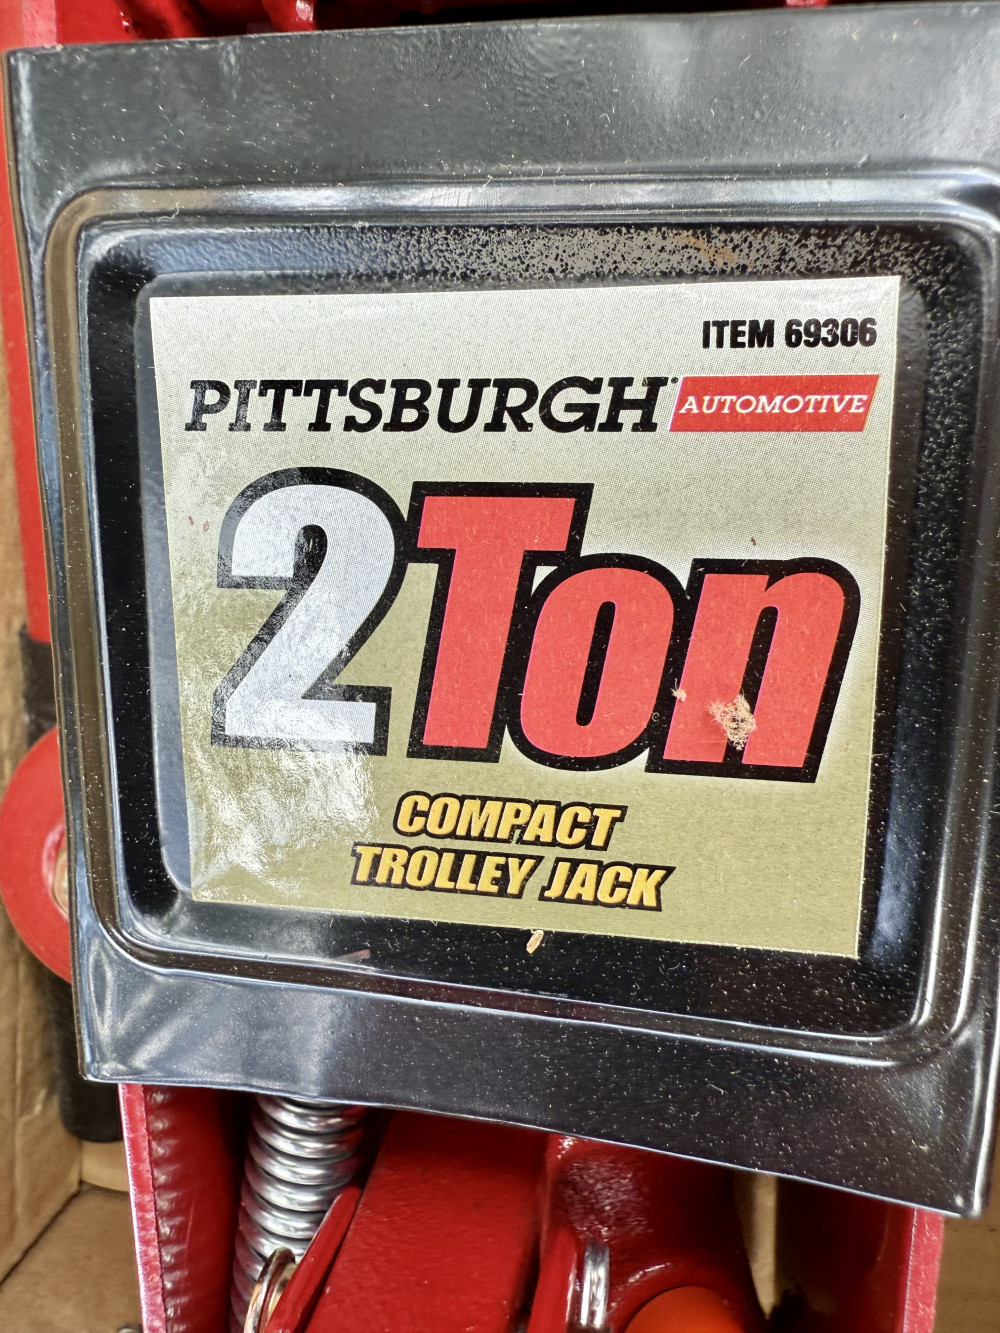 ITEM 69306
PITTSBURGH AUTOMOTIVE
2Ton
COMPACT
TROLLEY JACK